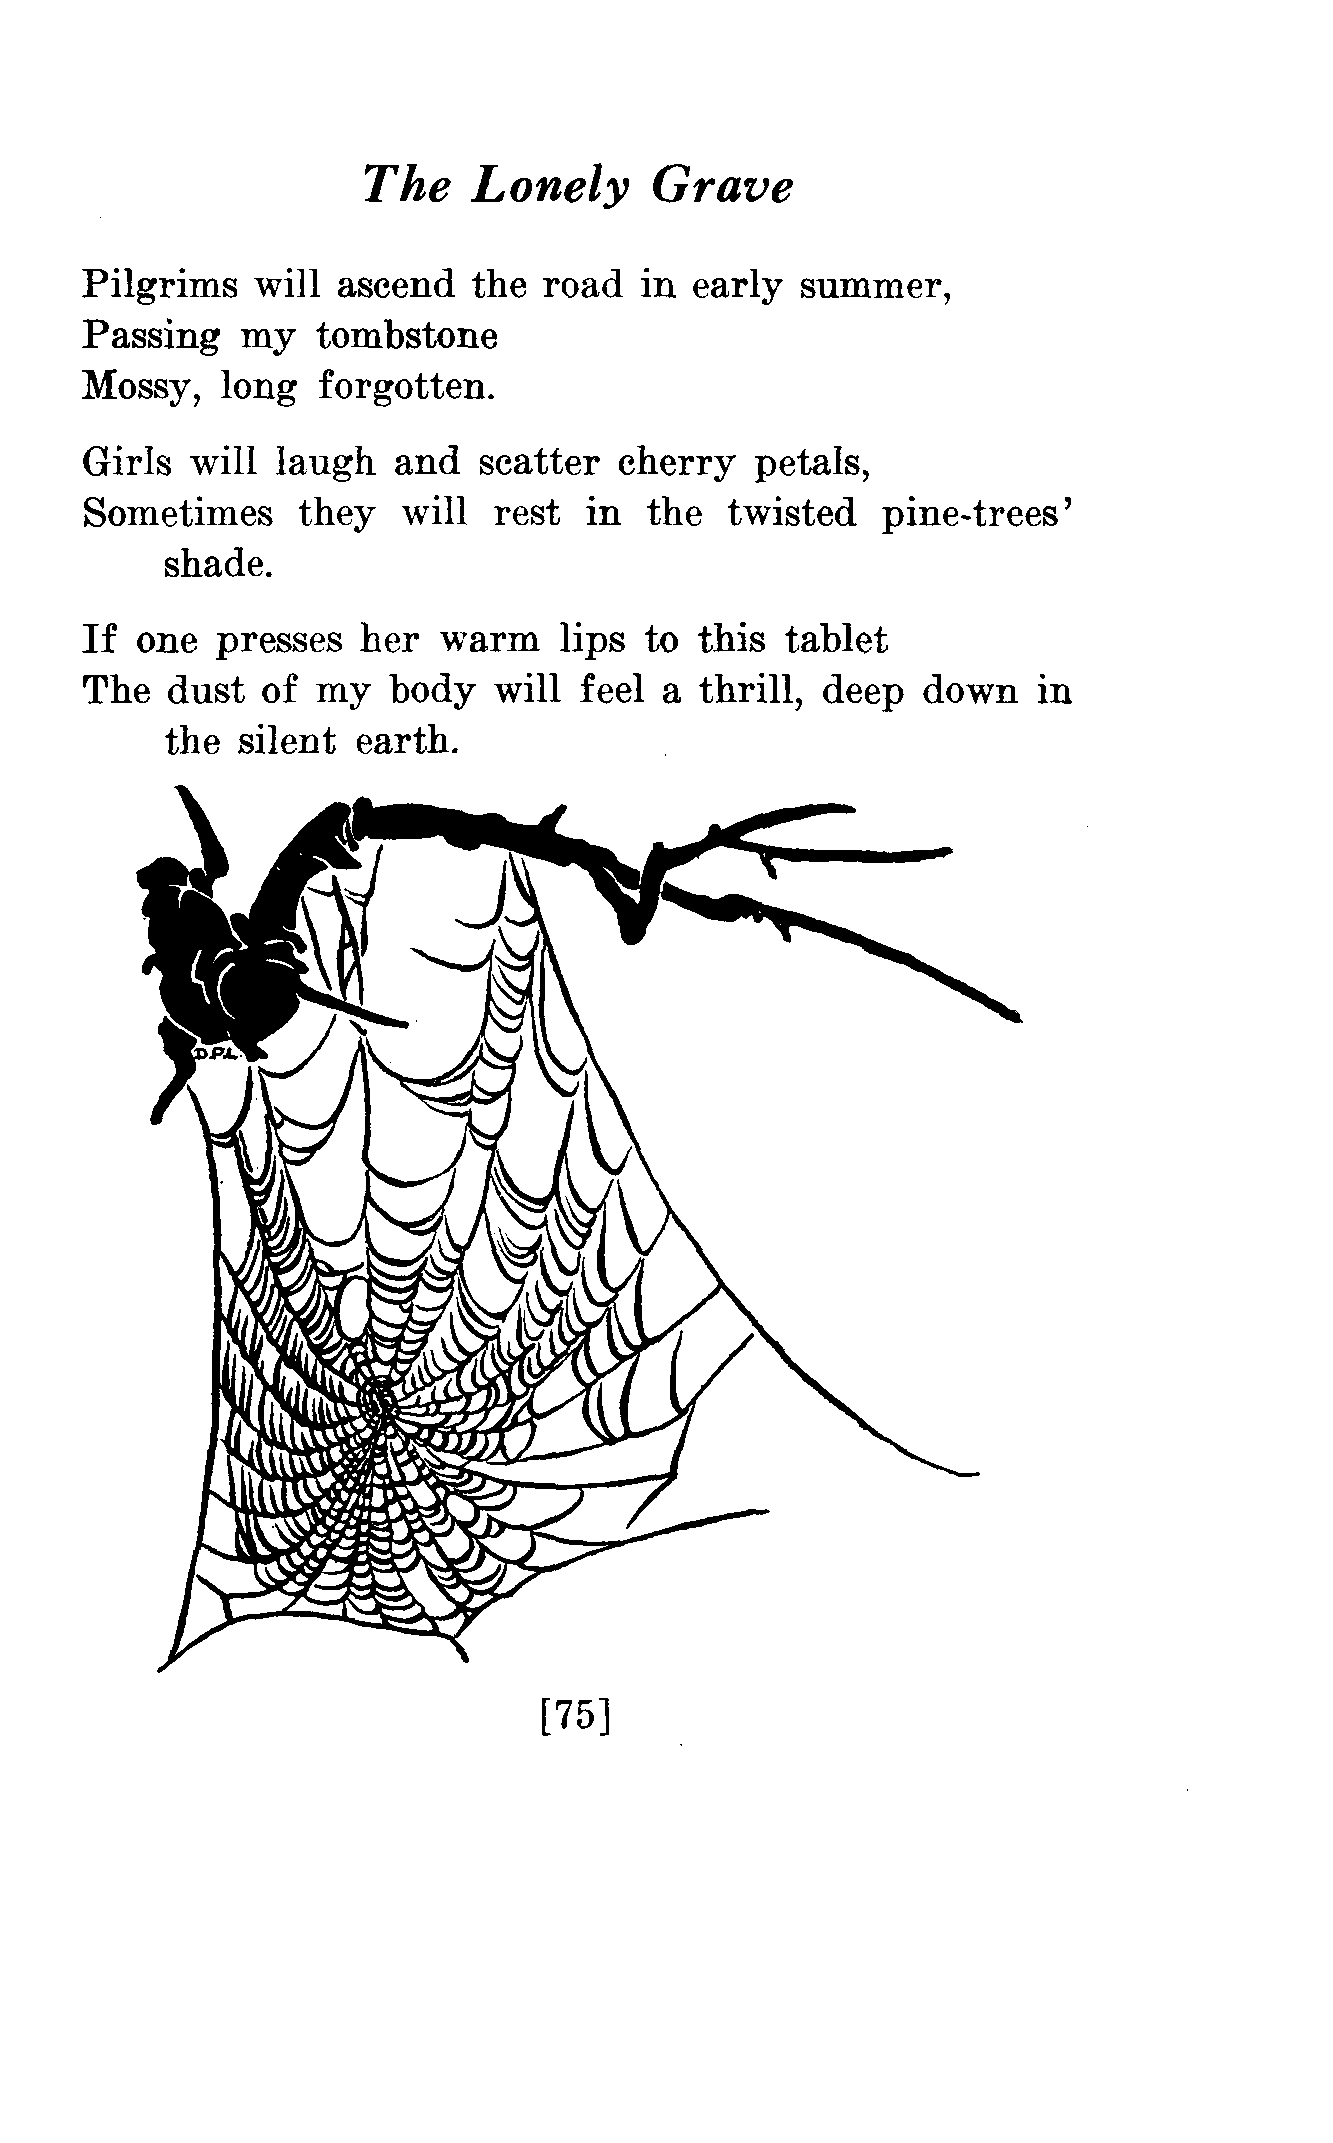 The Lonely Grave
Pilgrims will ascend the road in early summer,
Passing my tombstone
Mossy, long forgotten.
Girls will laugh and scatter cherry petals,
Sometimes they will rest in the twisted pine-trees’
shade.
If one presses her warm lips to this tablet
The dust of my body will feel a thrill, deep down in
the silent earth.
D.P.L.
[75]